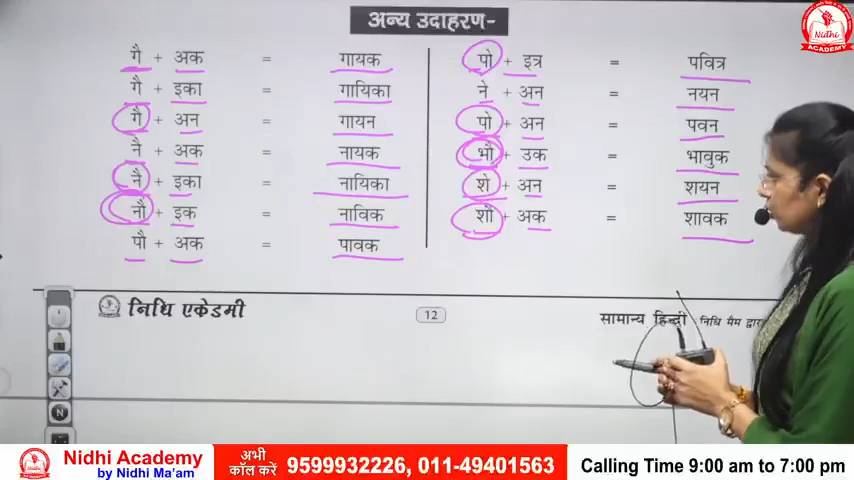 अन्य उदाहरण-
गै + अक = गायक
गै + इका = गायिका
गै + अन = गायन
नै + अक = नायक
नै + इका = नायिका
नौ + इक = नाविक
पौ + अक = पावक
पो + इत्र = पवित्र
ने + अन = नयन
पो + अन = पवन
भौ + उक = भावुक
शे + अन = शयन
शौ + अक = शावक
निधि एकेडमी
12
सामान्य हिन्दी - निधि मैम द्वारा
Nidhi
ACADEMY
N
Nidhi Academy
by Nidhi Ma'am
अभी
कॉल करें
9599932226, 011-49401563
Calling Time 9:00 am to 7:00 pm